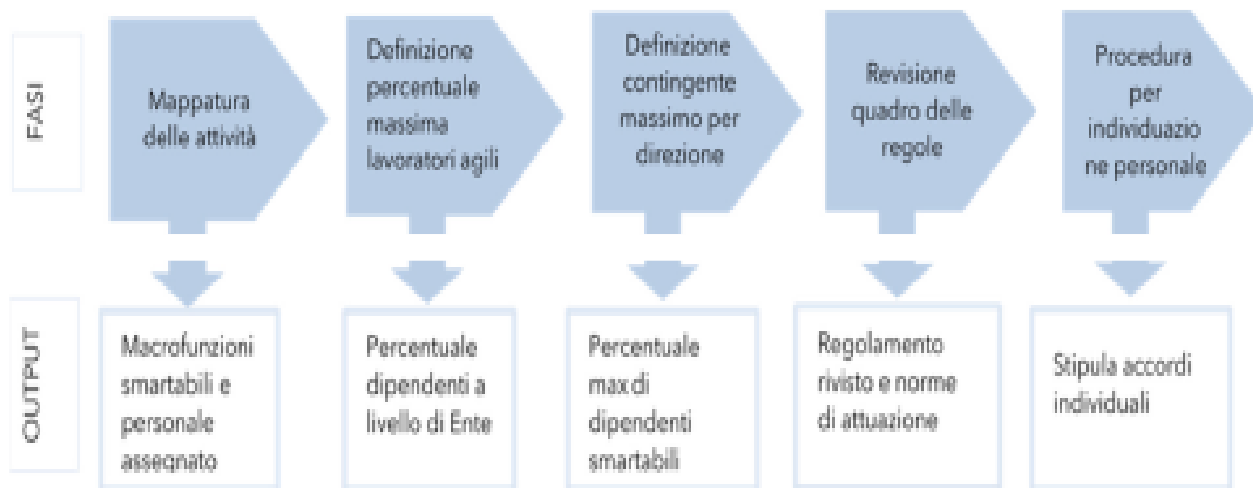 FASI
Mappatura
delle attività
Definizione
percentuale
massima
lavoratori agili
Definizione
contingente
massimo per
direzione
Revisione
quadro delle
regole
Procedura
per
individuazio
ne personale
OUTPUT
Macrofunzioni
smartabili e
personale
assegnato
Percentuale
dipendenti a
livello di Ente
Percentuale
max di
dipendenti
smartabili
Regolamento
rivisto e norme
di attuazione
Stipula accordi
individuali